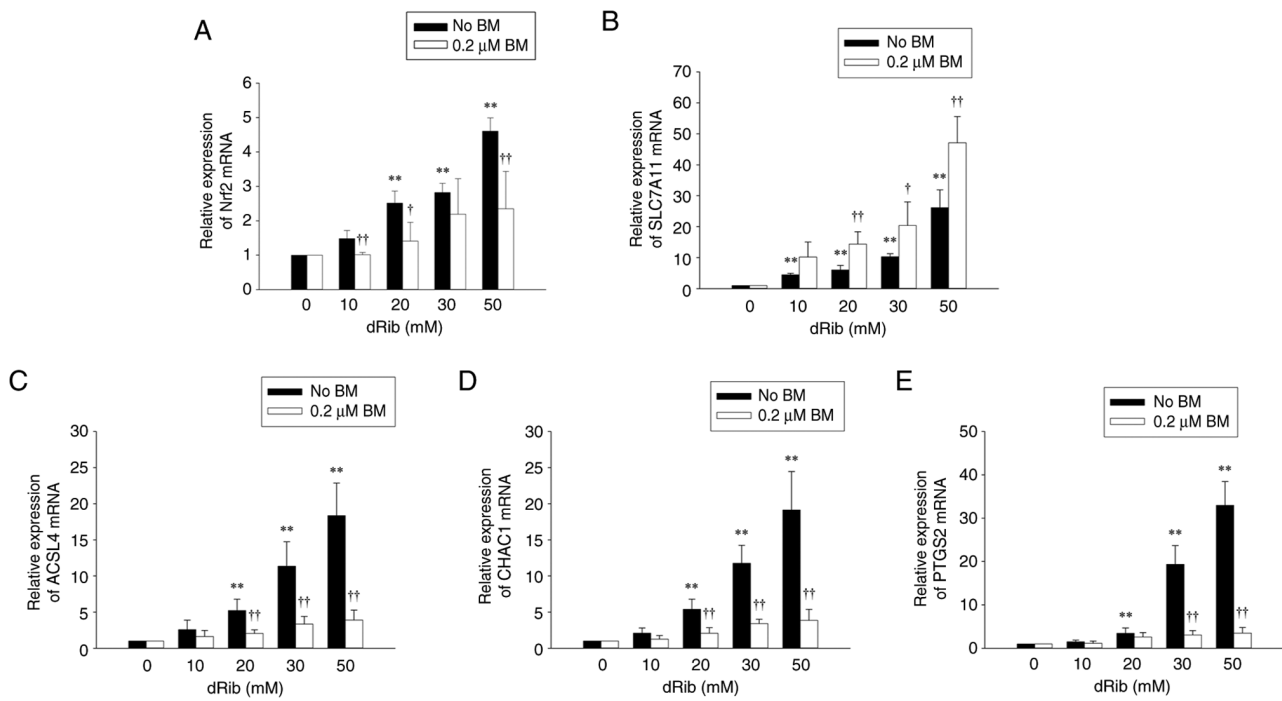 A
No BM
0.2 μM BM
Relative expression
of Nrf2 mRNA
6
5
4
3
2
1
0
**
**
**
††
†
††
0 10 20 30 50
dRib (mM)
B
No BM
0.2 μM BM
Relative expression
of SLC7A11 mRNA
70
60
50
40
30
20
10
0
**
**
††
**
†
**
††
0 10 20 30 50
dRib (mM)
C
No BM
0.2 μM BM
Relative expression
of ACSL4 mRNA
30
25
20
15
10
5
0
**
††
**
††
**
††
0 10 20 30 50
dRib (mM)
D
No BM
0.2 μM BM
Relative expression
of CHAC1 mRNA
30
25
20
15
10
5
0
**
††
**
††
**
††
0 10 20 30 50
dRib (mM)
E
No BM
0.2 μM BM
Relative expression
of PTGS2 mRNA
50
40
30
20
10
0
**
**
††
**
††
0 10 20 30 50
dRib (mM)